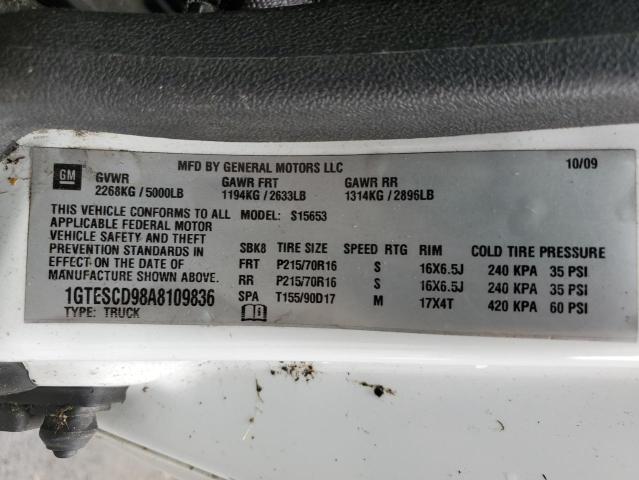 MFD BY GENERAL MOTORS LLC 10/09
GM
GVWR GAWR FRT GAWR RR
2268KG / 5000LB 1194KG / 2633LB 1314KG / 2896LB
THIS VEHICLE CONFORMS TO ALL MODEL: S15653
APPLICABLE FEDERAL MOTOR
VEHICLE SAFETY AND THEFT
PREVENTION STANDARDS IN
EFFECT ON THE DATE OF
MANUFACTURE SHOWN ABOVE.
1GTESCD98A8109836
TYPE: TRUCK
SBK8 TIRE SIZE SPEED RTG RIM COLD TIRE PRESSURE
FRT P215/70R16 S 16X6.5J 240 KPA 35 PSI
RR P215/70R16 S 16X6.5J 240 KPA 35 PSI
SPA T155/90D17 M 17X4T 420 KPA 60 PSI